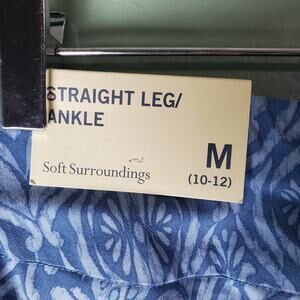 STRAIGHT LEG/
ANKLE
Soft Surroundings
M
(10-12)